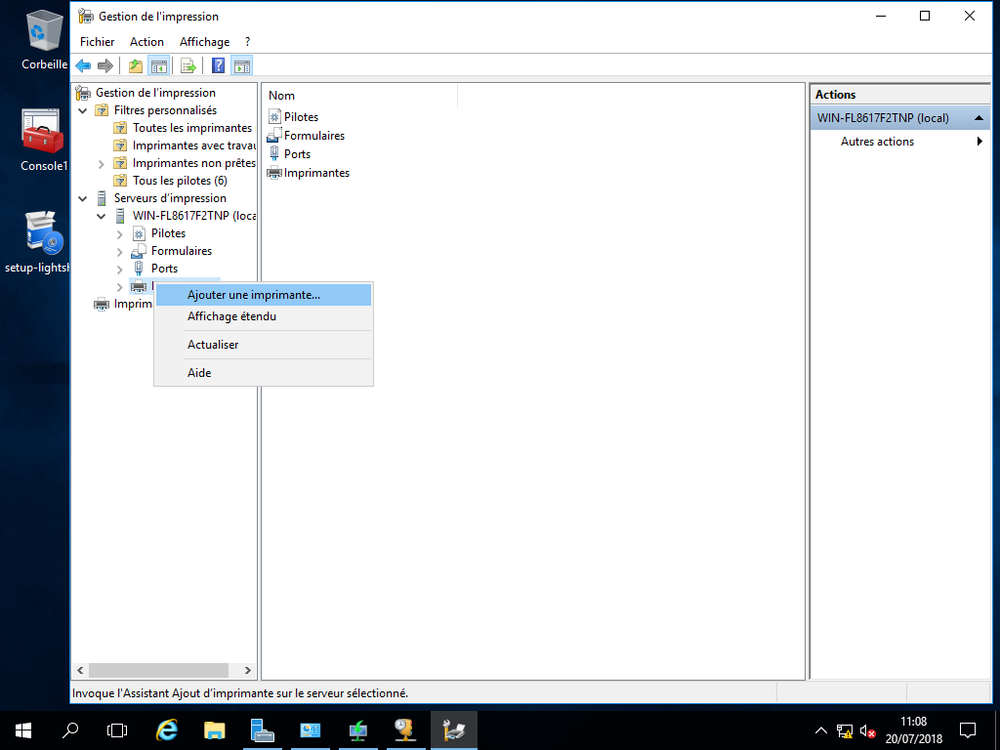 Corbeille
Console1
setup-lightsh
Gestion de l'impression
Fichier Action Affichage ?
Gestion de l'impression
Filtres personnalisés
Toutes les imprimantes
Imprimantes avec travau
Imprimantes non prêtes
Tous les pilotes (6)
Serveurs d'impression
WIN-FL8617F2TNP (loca
Pilotes
Formulaires
Ports
Imprim
Ajouter une imprimante...
Affichage étendu
Actualiser
Aide
Nom
Pilotes
Formulaires
Ports
Imprimantes
Actions
WIN-FL8617F2TNP (local)
Autres actions
Invoque l'Assistant Ajout d'imprimante sur le serveur sélectionné.
11:08
20/07/2018